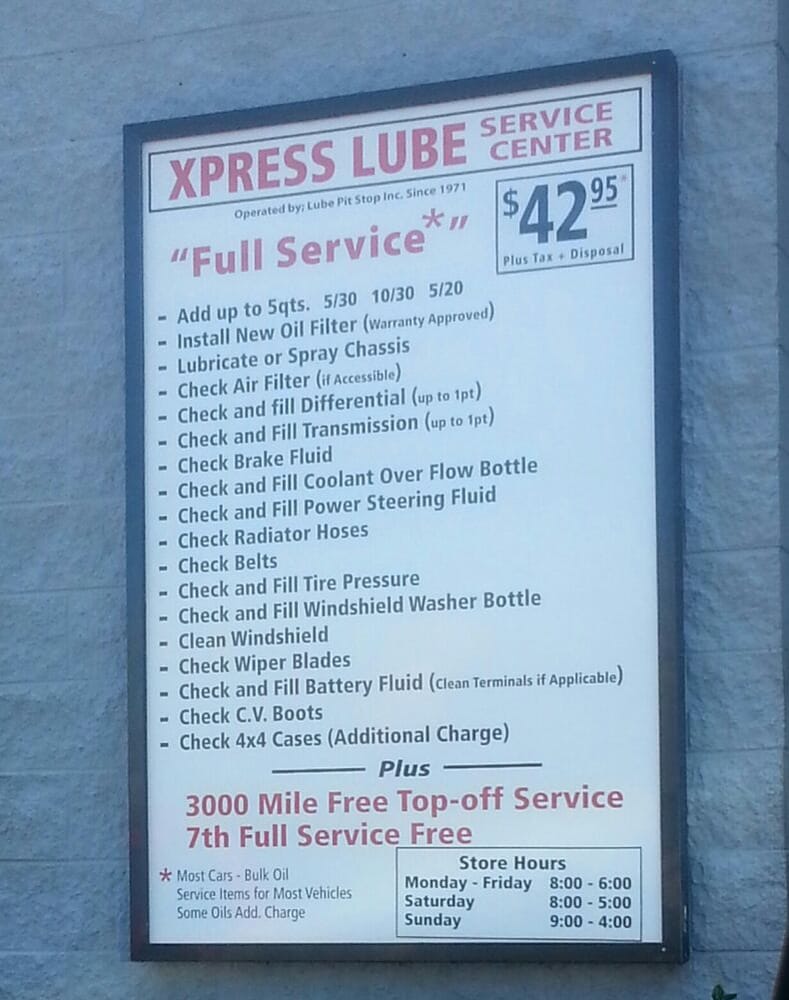 XPRESS LUBE SERVICE CENTER
Operated by; Lube Pit Stop Inc. Since 1971
"Full Service*"
$42 95*
Plus Tax + Disposal
- Add up to 5qts. 5/30 10/30 5/20
- Install New Oil Filter (Warranty Approved)
- Lubricate or Spray Chassis
- Check Air Filter (if Accessible)
- Check and fill Differential (up to 1pt)
- Check and Fill Transmission (up to 1pt)
- Check Brake Fluid
- Check and Fill Coolant Over Flow Bottle
- Check and Fill Power Steering Fluid
- Check Radiator Hoses
- Check Belts
- Check and Fill Tire Pressure
- Check and Fill Windshield Washer Bottle
- Clean Windshield
- Check Wiper Blades
- Check and Fill Battery Fluid (Clean Terminals if Applicable)
- Check C.V. Boots
- Check 4x4 Cases (Additional Charge)
Plus
3000 Mile Free Top-off Service
7th Full Service Free
* Most Cars - Bulk Oil
Service Items for Most Vehicles
Some Oils Add. Charge
Store Hours
Monday - Friday 8:00 - 6:00
Saturday 8:00 - 5:00
Sunday 9:00 - 4:00